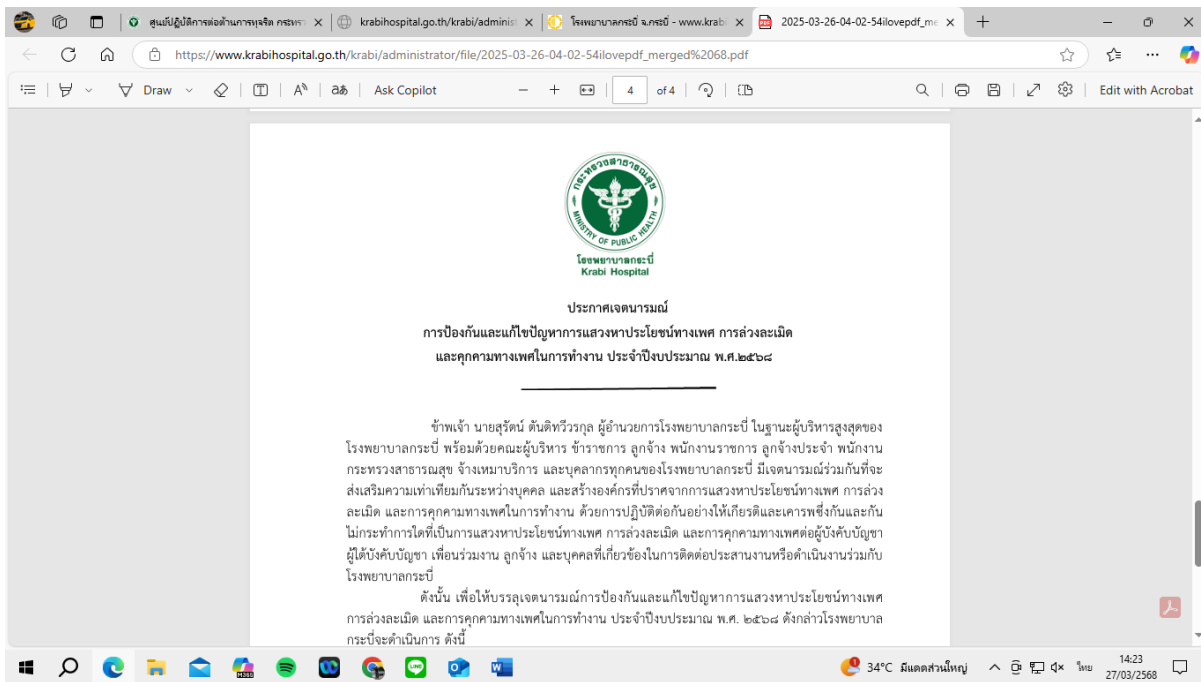 ศูนย์ปฏิบัติการต่อต้านการทุจริต กระทรว
krabihospital.go.th/krabi/adminis
โรงพยาบาลกระบี่ จ.กระบี่ - www.krab
2025-03-26-04-02-54ilovepdf_me
https://www.krabihospital.go.th/krabi/administrator/file/2025-03-26-04-02-54ilovepdf_merged%2068.pdf
Draw
Ask Copilot
4 of 4
Edit with Acrobat
กระทรวงสาธารณสุข
MINISTRY OF PUBLIC HEALTH
โรงพยาบาลกระบี่
Krabi Hospital
ประกาศเจตนารมณ์
การป้องกันและแก้ไขปัญหาการแสวงหาประโยชน์ทางเพศ การล่วงละเมิด
และคุกคามทางเพศในการทำงาน ประจำปีงบประมาณ พ.ศ.๒๕๖๘
ข้าพเจ้า นายสุรัตน์ ตันติทวีวรกุล ผู้อำนวยการโรงพยาบาลกระบี่ ในฐานะผู้บริหารสูงสุดของ
โรงพยาบาลกระบี่ พร้อมด้วยคณะผู้บริหาร ข้าราชการ ลูกจ้าง พนักงานราชการ ลูกจ้างประจำ พนักงาน
กระทรวงสาธารณสุข จ้างเหมาบริการ และบุคลากรทุกคนของโรงพยาบาลกระบี่ มีเจตนารมณ์ร่วมกันที่จะ
ส่งเสริมความเท่าเทียมกันระหว่างบุคคล และสร้างองค์กรที่ปราศจากการแสวงหาประโยชน์ทางเพศ การล่วง
ละเมิด และการคุกคามทางเพศในการทำงาน ด้วยการปฏิบัติต่อกันอย่างให้เกียรติและเคารพซึ่งกันและกัน
ไม่กระทำการใดที่เป็นการแสวงหาประโยชน์ทางเพศ การล่วงละเมิด และการคุกคามทางเพศต่อผู้บังคับบัญชา
ผู้ใต้บังคับบัญชา เพื่อนร่วมงาน ลูกจ้าง และบุคคลที่เกี่ยวข้องในการติดต่อประสานงานหรือดำเนินงานร่วมกับ
โรงพยาบาลกระบี่
ดังนั้น เพื่อให้บรรลุเจตนารมณ์การป้องกันและแก้ไขปัญหาการแสวงหาประโยชน์ทางเพศ
การล่วงละเมิด และการคุกคามทางเพศในการทำงาน ประจำปีงบประมาณ พ.ศ. ๒๕๖๘ ดังกล่าวโรงพยาบาล
กระบี่จะดำเนินการ ดังนี้
34°C มีแดดส่วนใหญ่
ไทย
14:23
27/03/2568